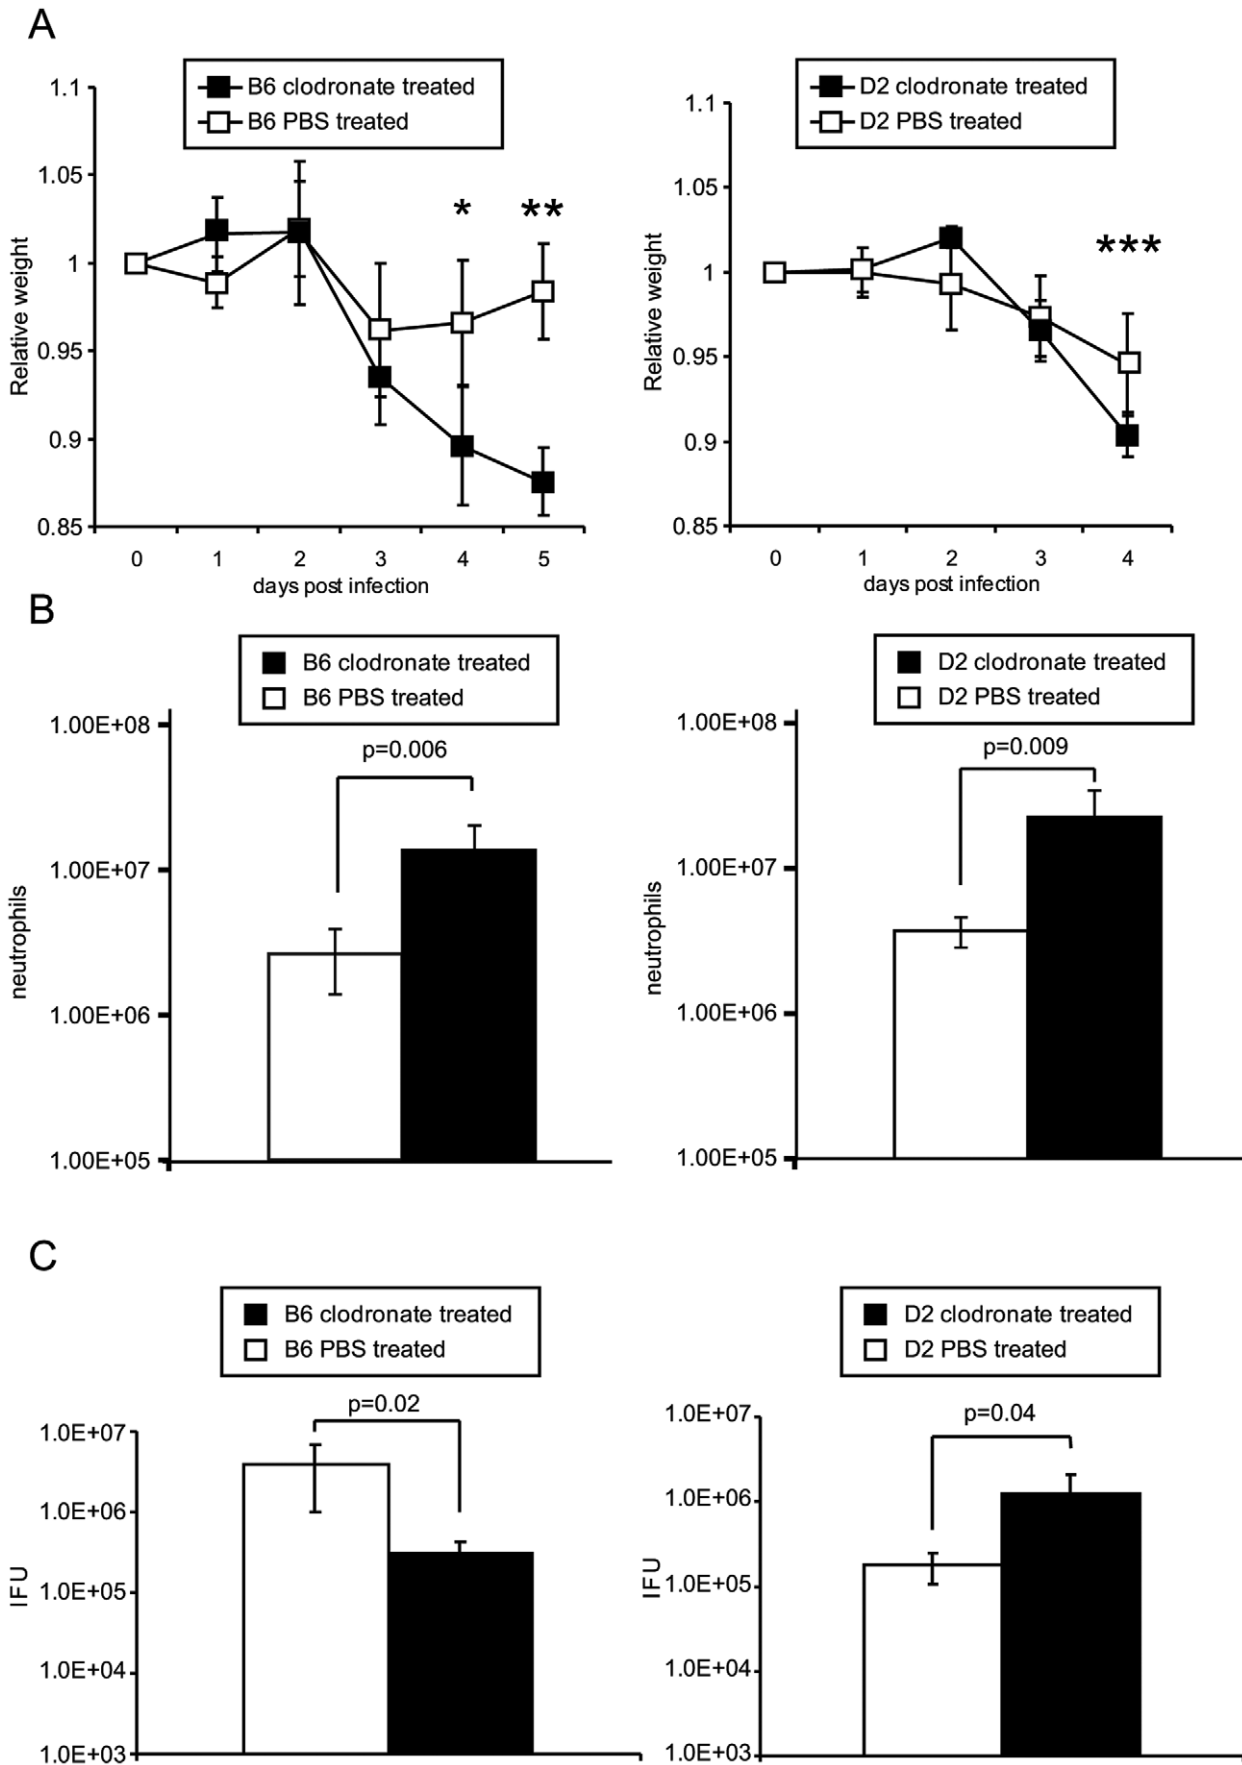 A
B6 clodronate treated
B6 PBS treated
1.1
1.05
1
0.95
0.9
0.85
Relative weight
*
**
0 1 2 3 4 5
days post infection
D2 clodronate treated
D2 PBS treated
1.1
1.05
1
0.95
0.9
0.85
Relative weight
***
0 1 2 3 4
days post infection
B
B6 clodronate treated
B6 PBS treated
1.00E+08
1.00E+07
1.00E+06
1.00E+05
neutrophils
p=0.006
D2 clodronate treated
D2 PBS treated
1.00E+08
1.00E+07
1.00E+06
1.00E+05
neutrophils
p=0.009
C
B6 clodronate treated
B6 PBS treated
1.0E+07
1.0E+06
1.0E+05
1.0E+04
1.0E+03
IFU
p=0.02
D2 clodronate treated
D2 PBS treated
1.0E+07
1.0E+06
1.0E+05
1.0E+04
1.0E+03
IFU
p=0.04